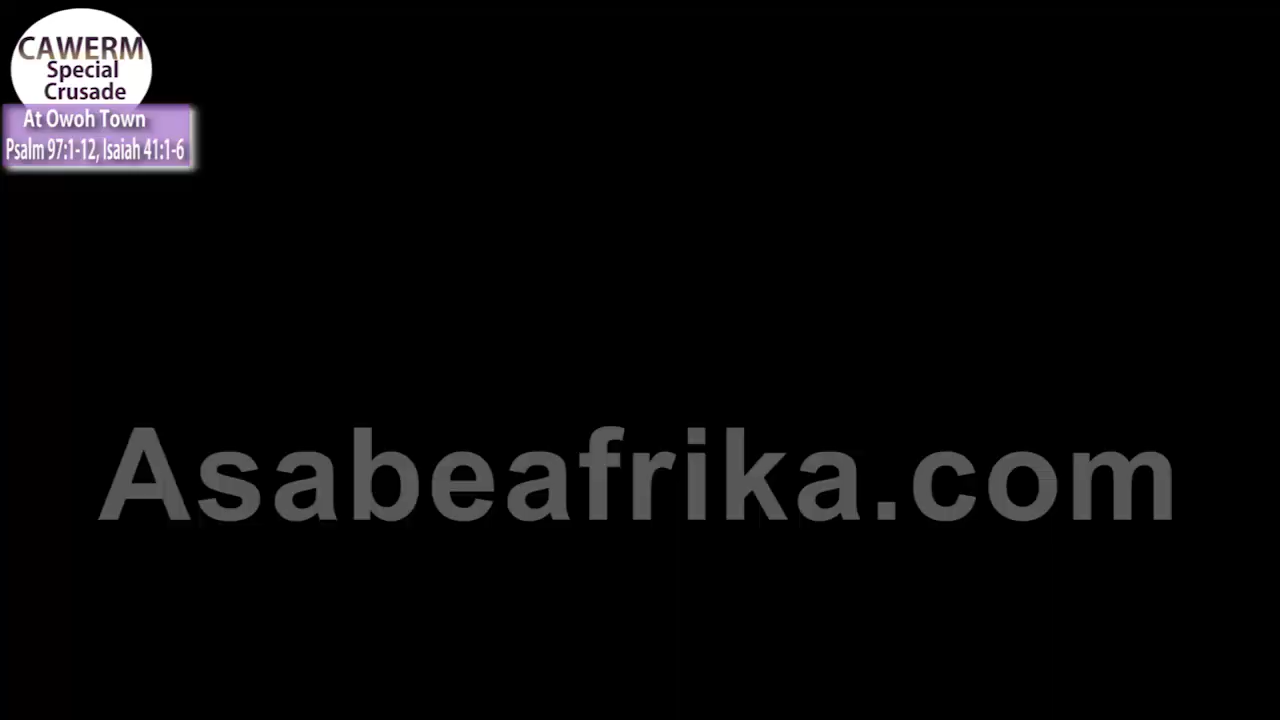 CAWERM
Special
Crusade
At Owoh Town
Psalm 97:1-12, Isaiah 41:1-6
Asabeafrika.com